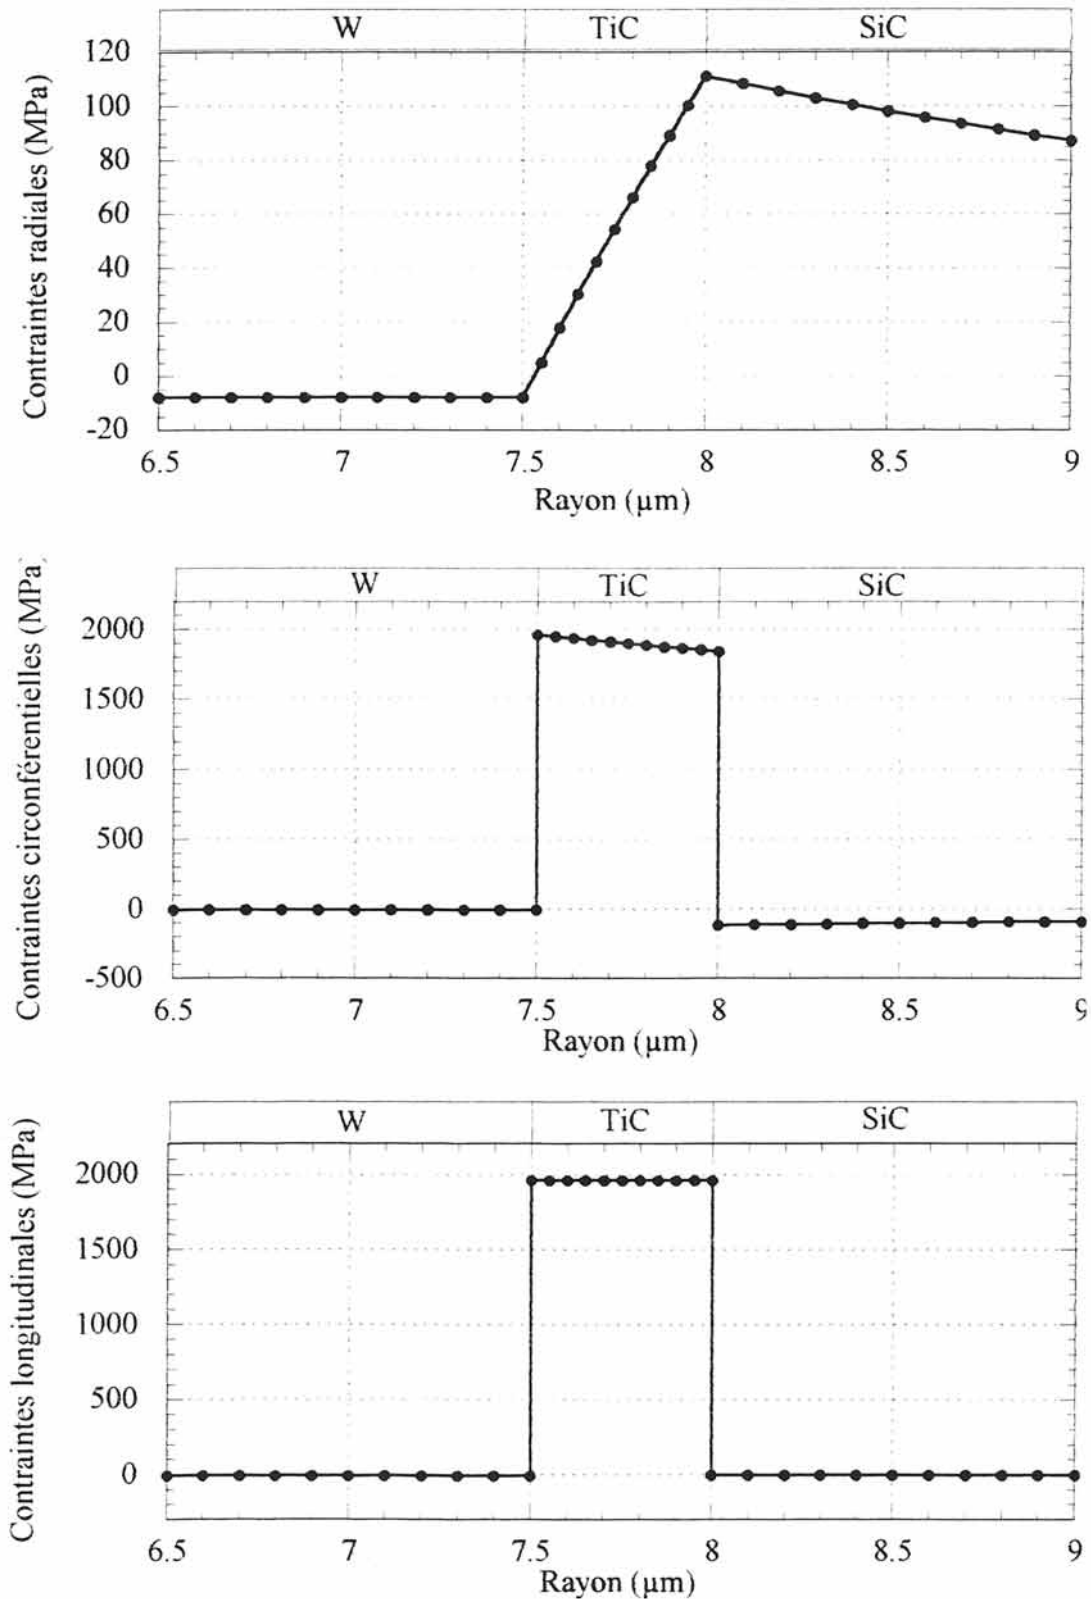 W TiC SiC
Contraintes radiales (MPa)
120
100
80
60
40
20
0
-20
6.5 7 7.5 8 8.5 9
Rayon (µm)
W TiC SiC
Contraintes circonférentielles (MPa)
2000
1500
1000
500
0
-500
6.5 7 7.5 8 8.5 9
Rayon (µm)
W TiC SiC
Contraintes longitudinales (MPa)
2000
1500
1000
500
0
6.5 7 7.5 8 8.5 9
Rayon (µm)